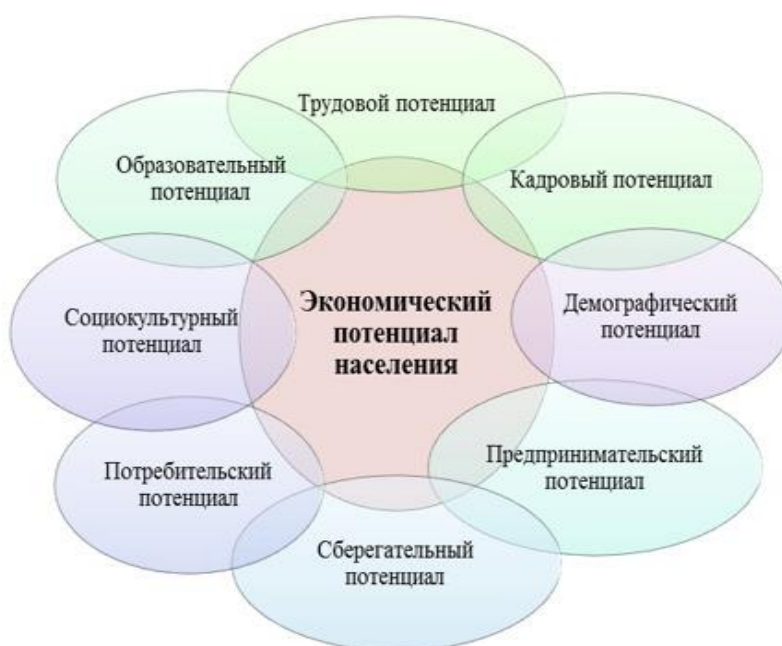 Трудовой потенциал
Образовательный
потенциал
Кадровый потенциал
Социокультурный
потенциал
Экономический
потенциал
населения
Демографический
потенциал
Потребительский
потенциал
Предпринимательский
потенциал
Сберегательный
потенциал